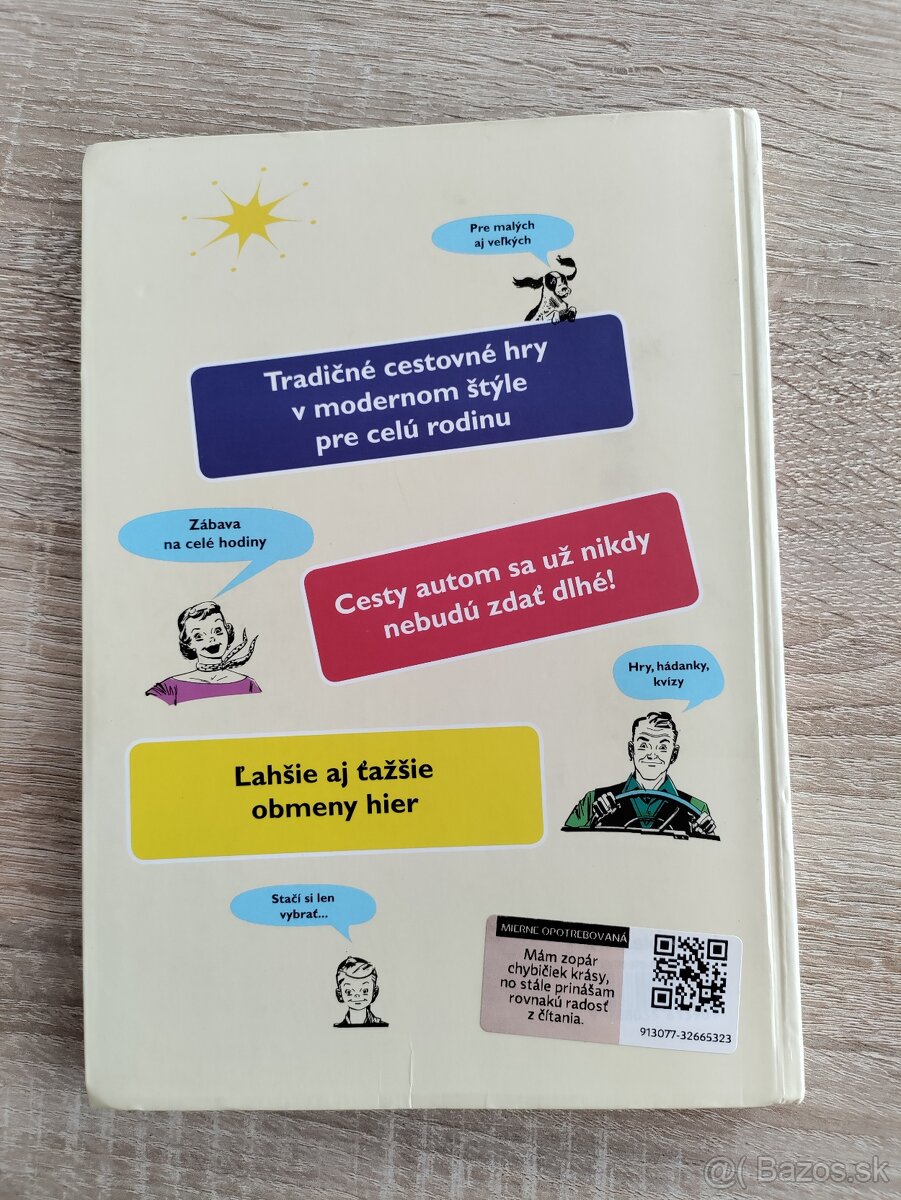 Pre malých
aj veľkých
Tradičné cestovné hry
v modernom štýle
pre celú rodinu
Zábava
na celé hodiny
Cesty autom sa už nikdy
nebudú zdať dlhé!
Hry, hádanky,
kvízy
Ľahšie aj ťažšie
obmeny hier
Stačí si len
vybrať...
MIERNE OPOTREBOVANÁ
Mám zopár
chybičiek krásy,
no stále prinášam
rovnakú radosť
z čítania.
913077-32665323
@( Bazos.sk